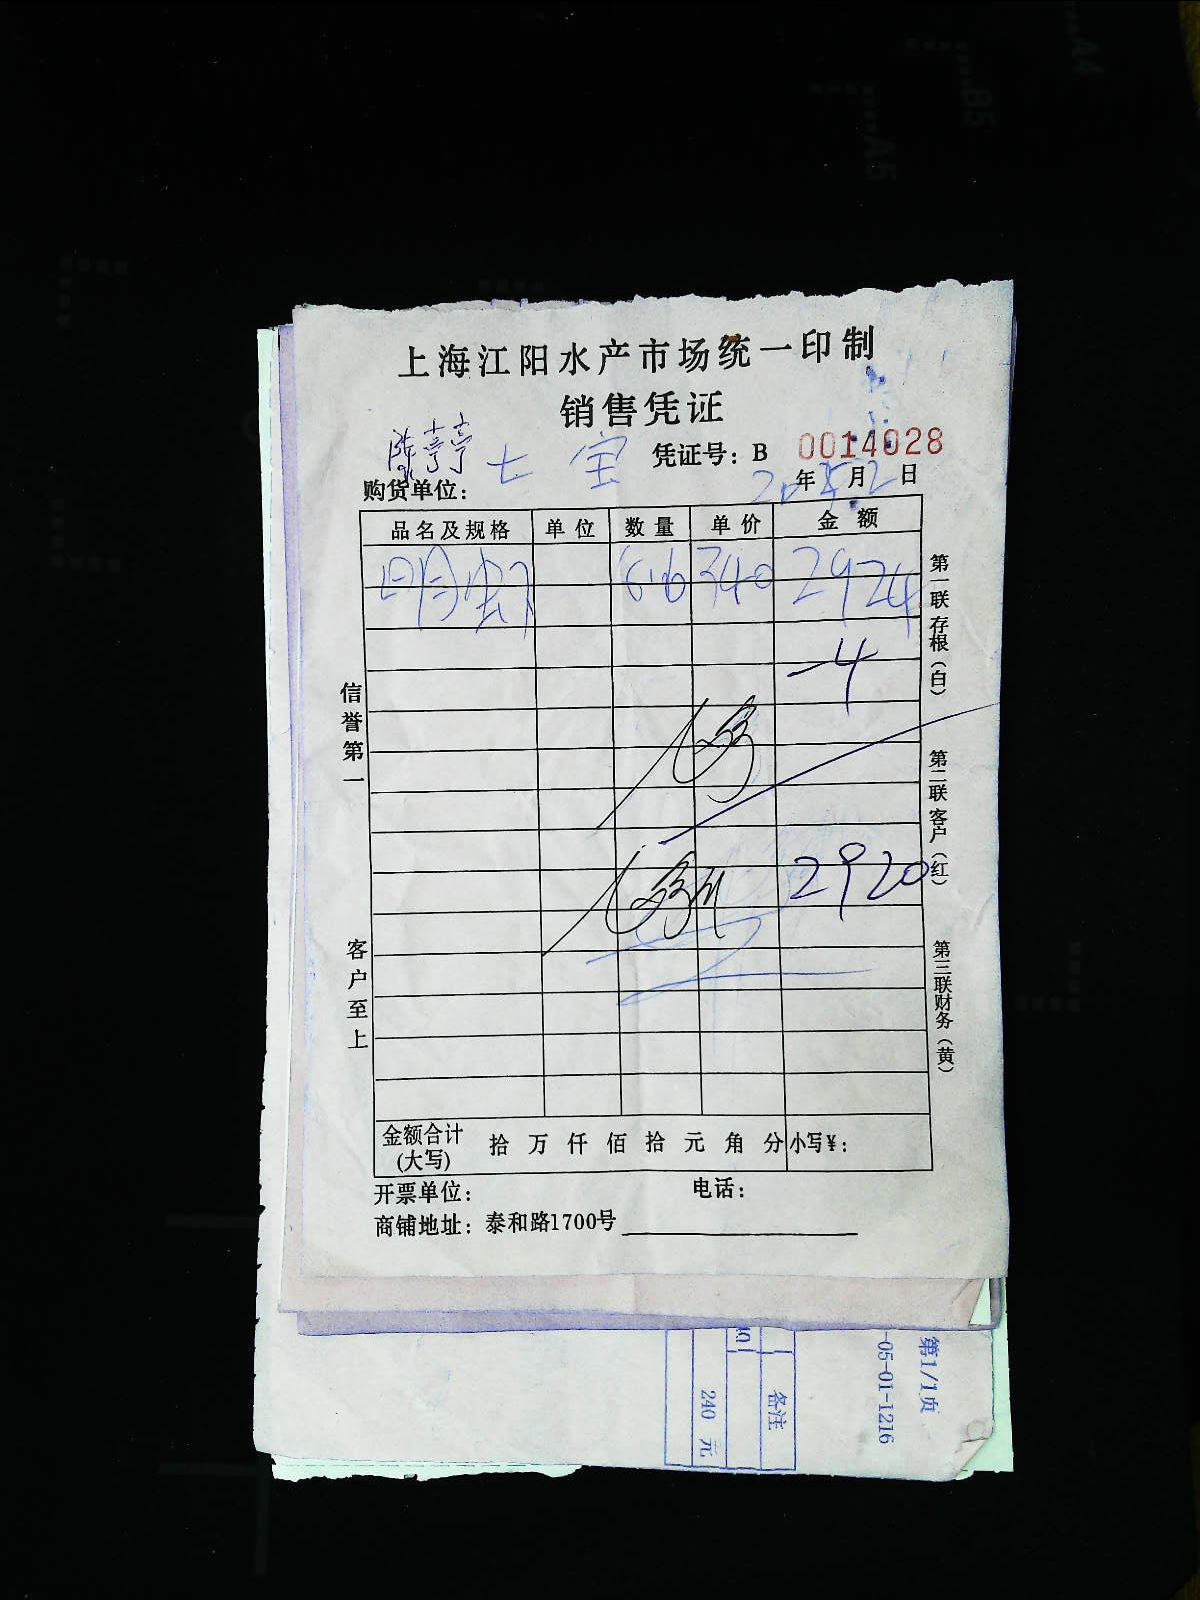 上海江阳水产市场统一印制
销售凭证
七宝 凭证号：B 0014028
购货单位： 年 月 2 日
品名及规格 单位 数量 单价 金额
340 2924
-4
2920
信誉第一
客户至上
第一联存根（白）
第二联客户（红）
第三联财务（黄）
金额合计（大写） 拾 万 仟 佰 拾 元 角 分 小写￥：
开票单位： 电话：
商铺地址：泰和路1700号
第1/1页
-05-01-1216
备注
240 元